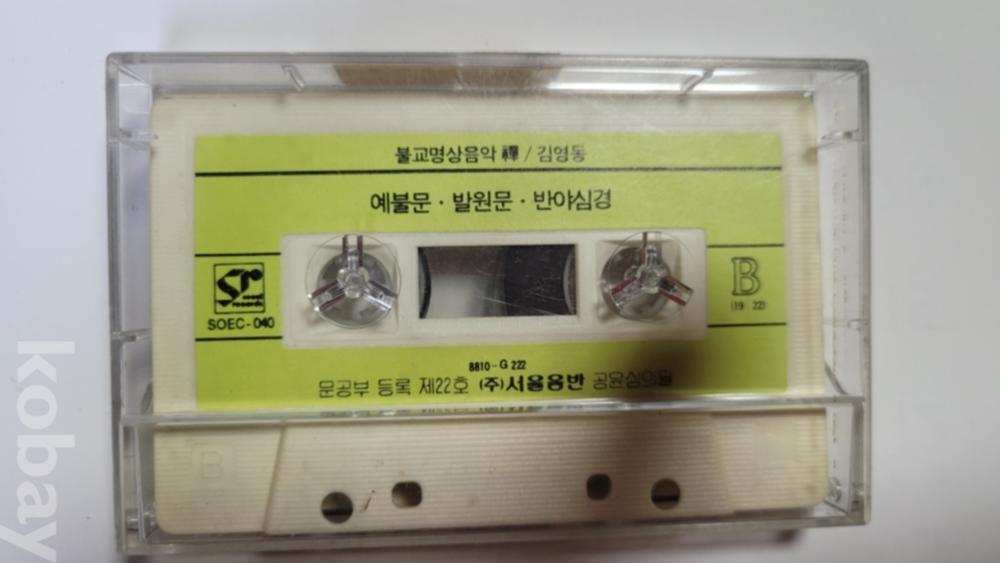 불교명상음악 禪 / 김영동
예불문 · 발원문 · 반야심경
seoul records
SOEC-040
B
(19 22)
8810-G 222
문공부 등록 제22호 (주)서울음반 공윤심의필
B
kobay